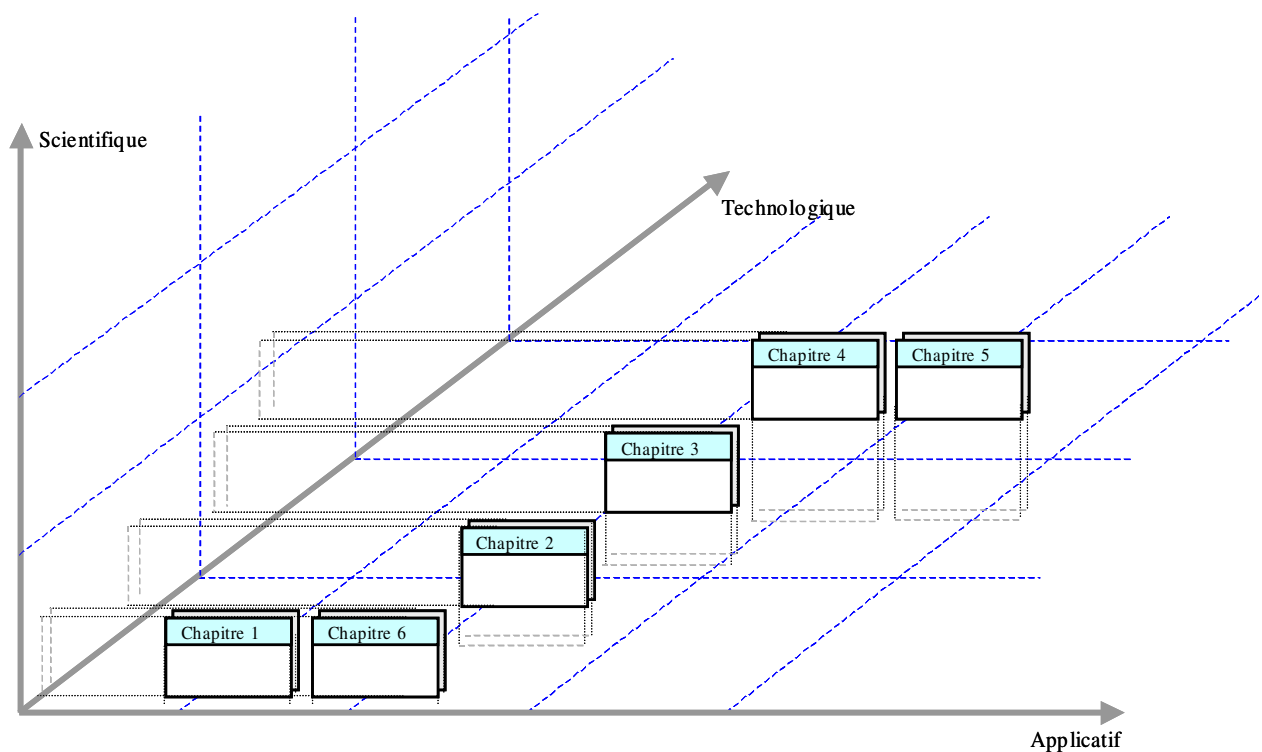 Scientifique
Technologique
Chapitre 4
Chapitre 5
Chapitre 3
Chapitre 2
Chapitre 1
Chapitre 6
Applicatif